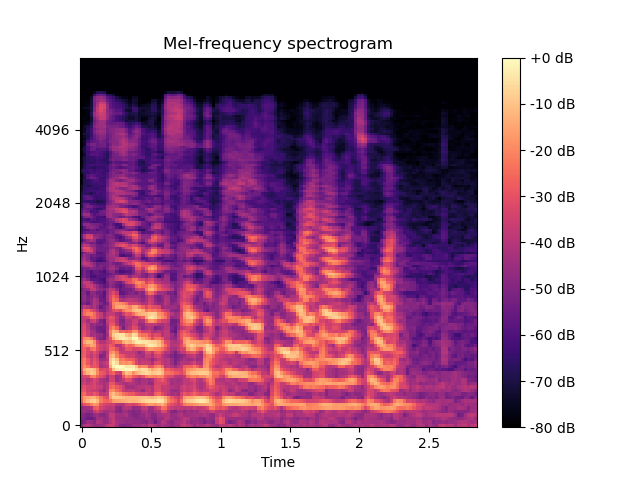 Mel-frequency spectrogram
+0 dB
-10 dB
-20 dB
-30 dB
-40 dB
-50 dB
-60 dB
-70 dB
-80 dB
4096
2048
1024
512
0
Hz
0 0.5 1 1.5 2 2.5
Time